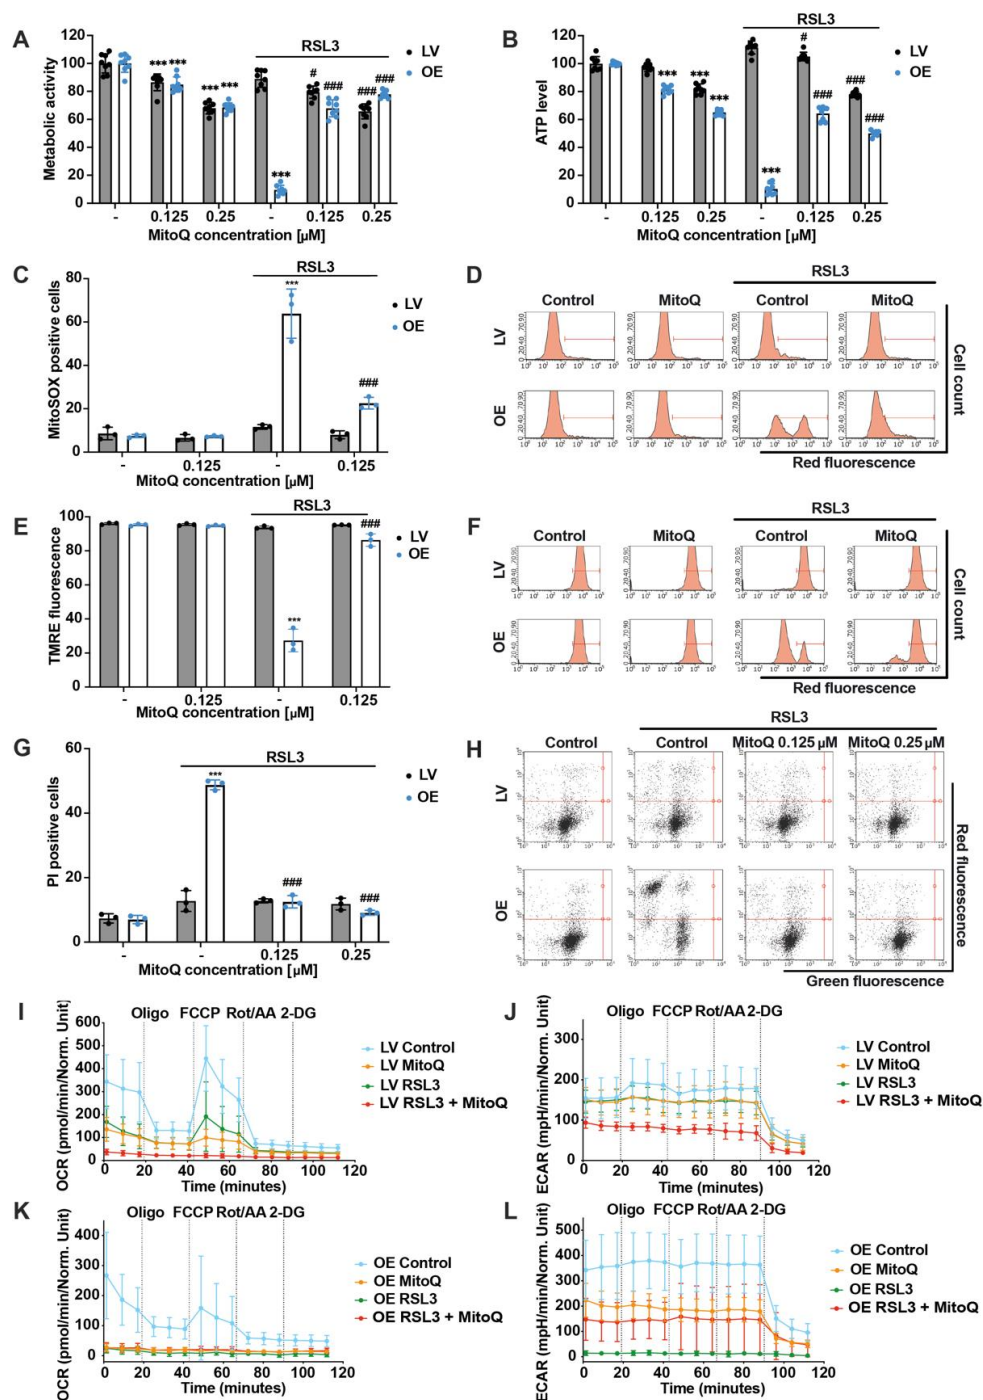 A
Metabolic activity
120
100
80
60
40
20
0
*** ***
*** ***
RSL3
***
#
###
###
###
LV
OE
-
0.125
0.25
-
0.125
0.25
MitoQ concentration [µM]
B
ATP level
120
100
80
60
40
20
0
***
***
***
RSL3
***
#
###
###
###
LV
OE
-
0.125
0.25
-
0.125
0.25
MitoQ concentration [µM]
C
MitoSOX positive cells
80
60
40
20
0
RSL3
***
###
LV
OE
-
0.125
-
0.125
MitoQ concentration [µM]
D
RSL3
Control
MitoQ
Control
MitoQ
LV
OE
Cell count
Red fluorescence
E
TMRE fluorescence
100
80
60
40
20
0
RSL3
***
###
LV
OE
-
0.125
-
0.125
MitoQ concentration [µM]
F
RSL3
Control
MitoQ
Control
MitoQ
LV
OE
Cell count
Red fluorescence
G
PI positive cells
60
40
20
0
RSL3
***
###
###
LV
OE
-
-
0.125
0.25
MitoQ concentration [µM]
H
RSL3
Control
Control
MitoQ 0.125 µM
MitoQ 0.25 µM
LV
OE
Red fluorescence
Green fluorescence
I
Oligo FCCP Rot/AA 2-DG
OCR (pmol/min/Norm. Unit)
600
500
400
300
200
100
0
0 20 40 60 80 100 120
Time (minutes)
LV Control
LV MitoQ
LV RSL3
LV RSL3 + MitoQ
J
Oligo FCCP Rot/AA 2-DG
ECAR (mpH/min/Norm. Unit)
300
200
100
0
0 20 40 60 80 100 120
Time (minutes)
LV Control
LV MitoQ
LV RSL3
LV RSL3 + MitoQ
K
Oligo FCCP Rot/AA 2-DG
OCR (pmol/min/Norm. Unit)
400
300
200
100
0
0 20 40 60 80 100 120
Time (minutes)
OE Control
OE MitoQ
OE RSL3
OE RSL3 + MitoQ
L
Oligo FCCP Rot/AA 2-DG
ECAR (mpH/min/Norm. Unit)
500
400
300
200
100
0
0 20 40 60 80 100 120
Time (minutes)
OE Control
OE MitoQ
OE RSL3
OE RSL3 + MitoQ